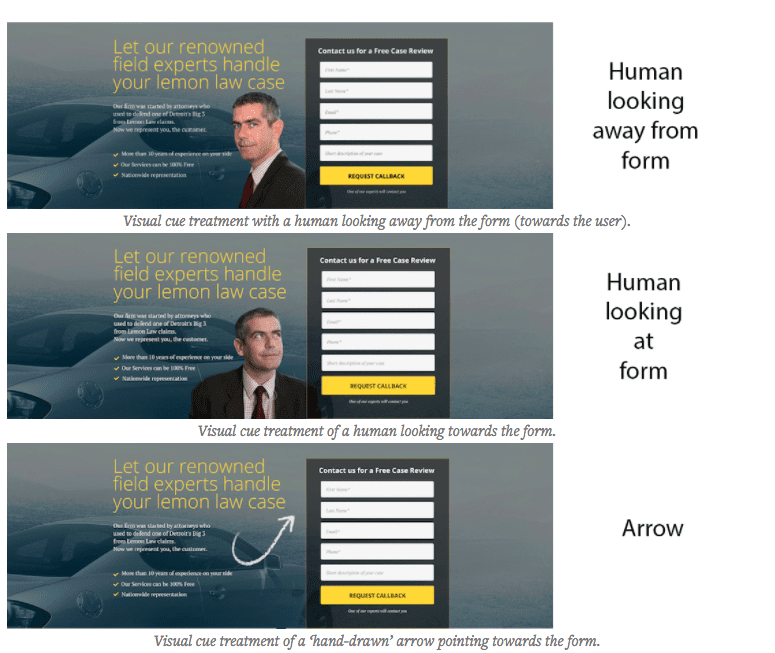 Let our renowned
field experts handle
your lemon law case
Our firm was started by attorneys who
used to defend one of Detroit's Big 3
from Lemon Law claims.
Now we represent you, the customer.
More than 10 years of experience on your side
Our Services can be 100% Free
Nationwide representation
Contact us for a Free Case Review
First Name*
Last Name*
Email*
Phone*
Short description of your case
REQUEST CALLBACK
One of our experts will contact you
Human
looking
away from
form
Visual cue treatment with a human looking away from the form (towards the user).
Let our renowned
field experts handle
your lemon law case
Our firm was started by attorneys who
used to defend one of Detroit's Big 3
from Lemon Law claims.
Now we represent you, the customer.
More than 10 years of experience on your side
Our Services can be 100% Free
Nationwide representation
Contact us for a Free Case Review
First Name*
Last Name*
Email*
Phone*
Short description of your case
REQUEST CALLBACK
One of our experts will contact you
Human
looking
at
form
Visual cue treatment of a human looking towards the form.
Let our renowned
field experts handle
your lemon law case
Our firm was started by attorneys who
used to defend one of Detroit's Big 3
from Lemon Law claims.
Now we represent you, the customer.
More than 10 years of experience on your side
Our Services can be 100% Free
Nationwide representation
Contact us for a Free Case Review
First Name*
Last Name*
Email*
Phone*
Short description of your case
REQUEST CALLBACK
One of our experts will contact you
Arrow
Visual cue treatment of a ‘hand-drawn’ arrow pointing towards the form.